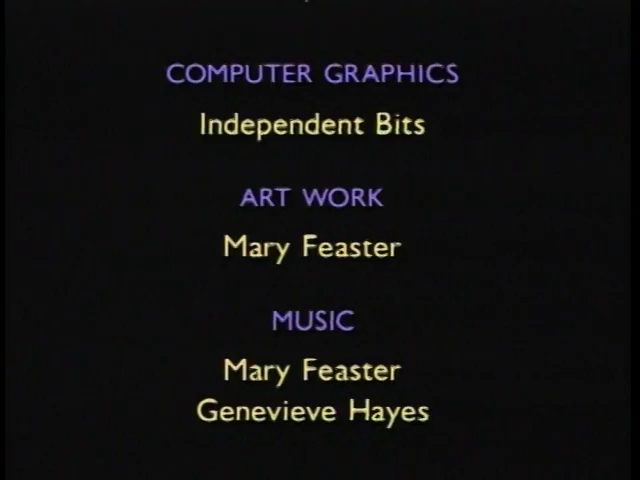 COMPUTER GRAPHICS
Independent Bits
ART WORK
Mary Feaster
MUSIC
Mary Feaster
Genevieve Hayes